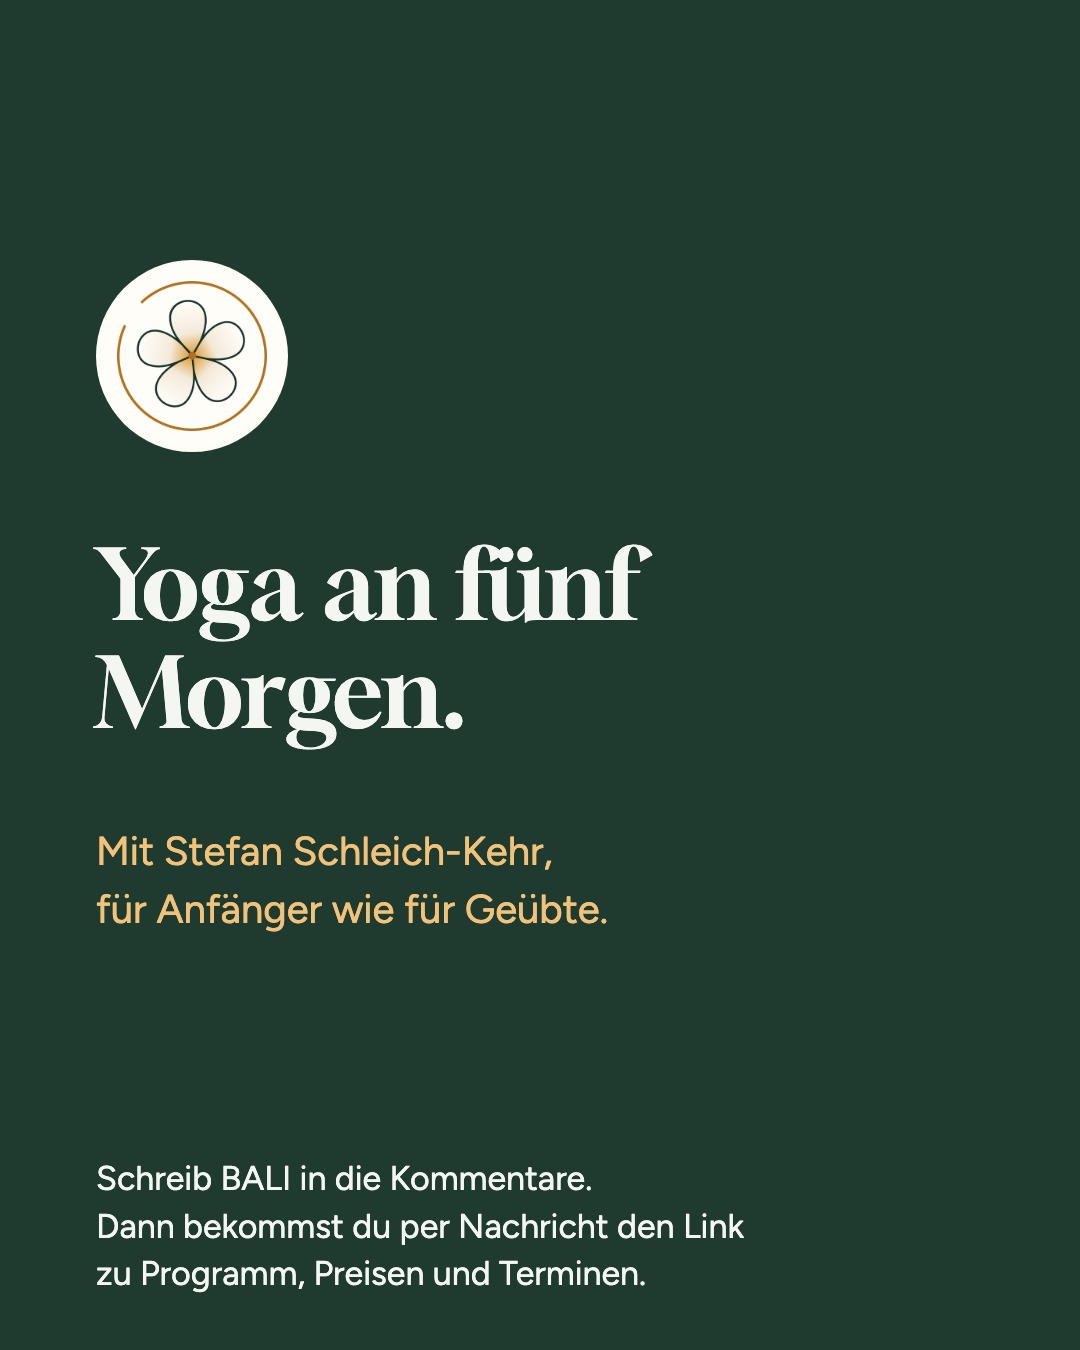 Yoga an fünf
Morgen.
Mit Stefan Schleich-Kehr,
für Anfänger wie für Geübte.
Schreib BALI in die Kommentare.
Dann bekommst du per Nachricht den Link
zu Programm, Preisen und Terminen.